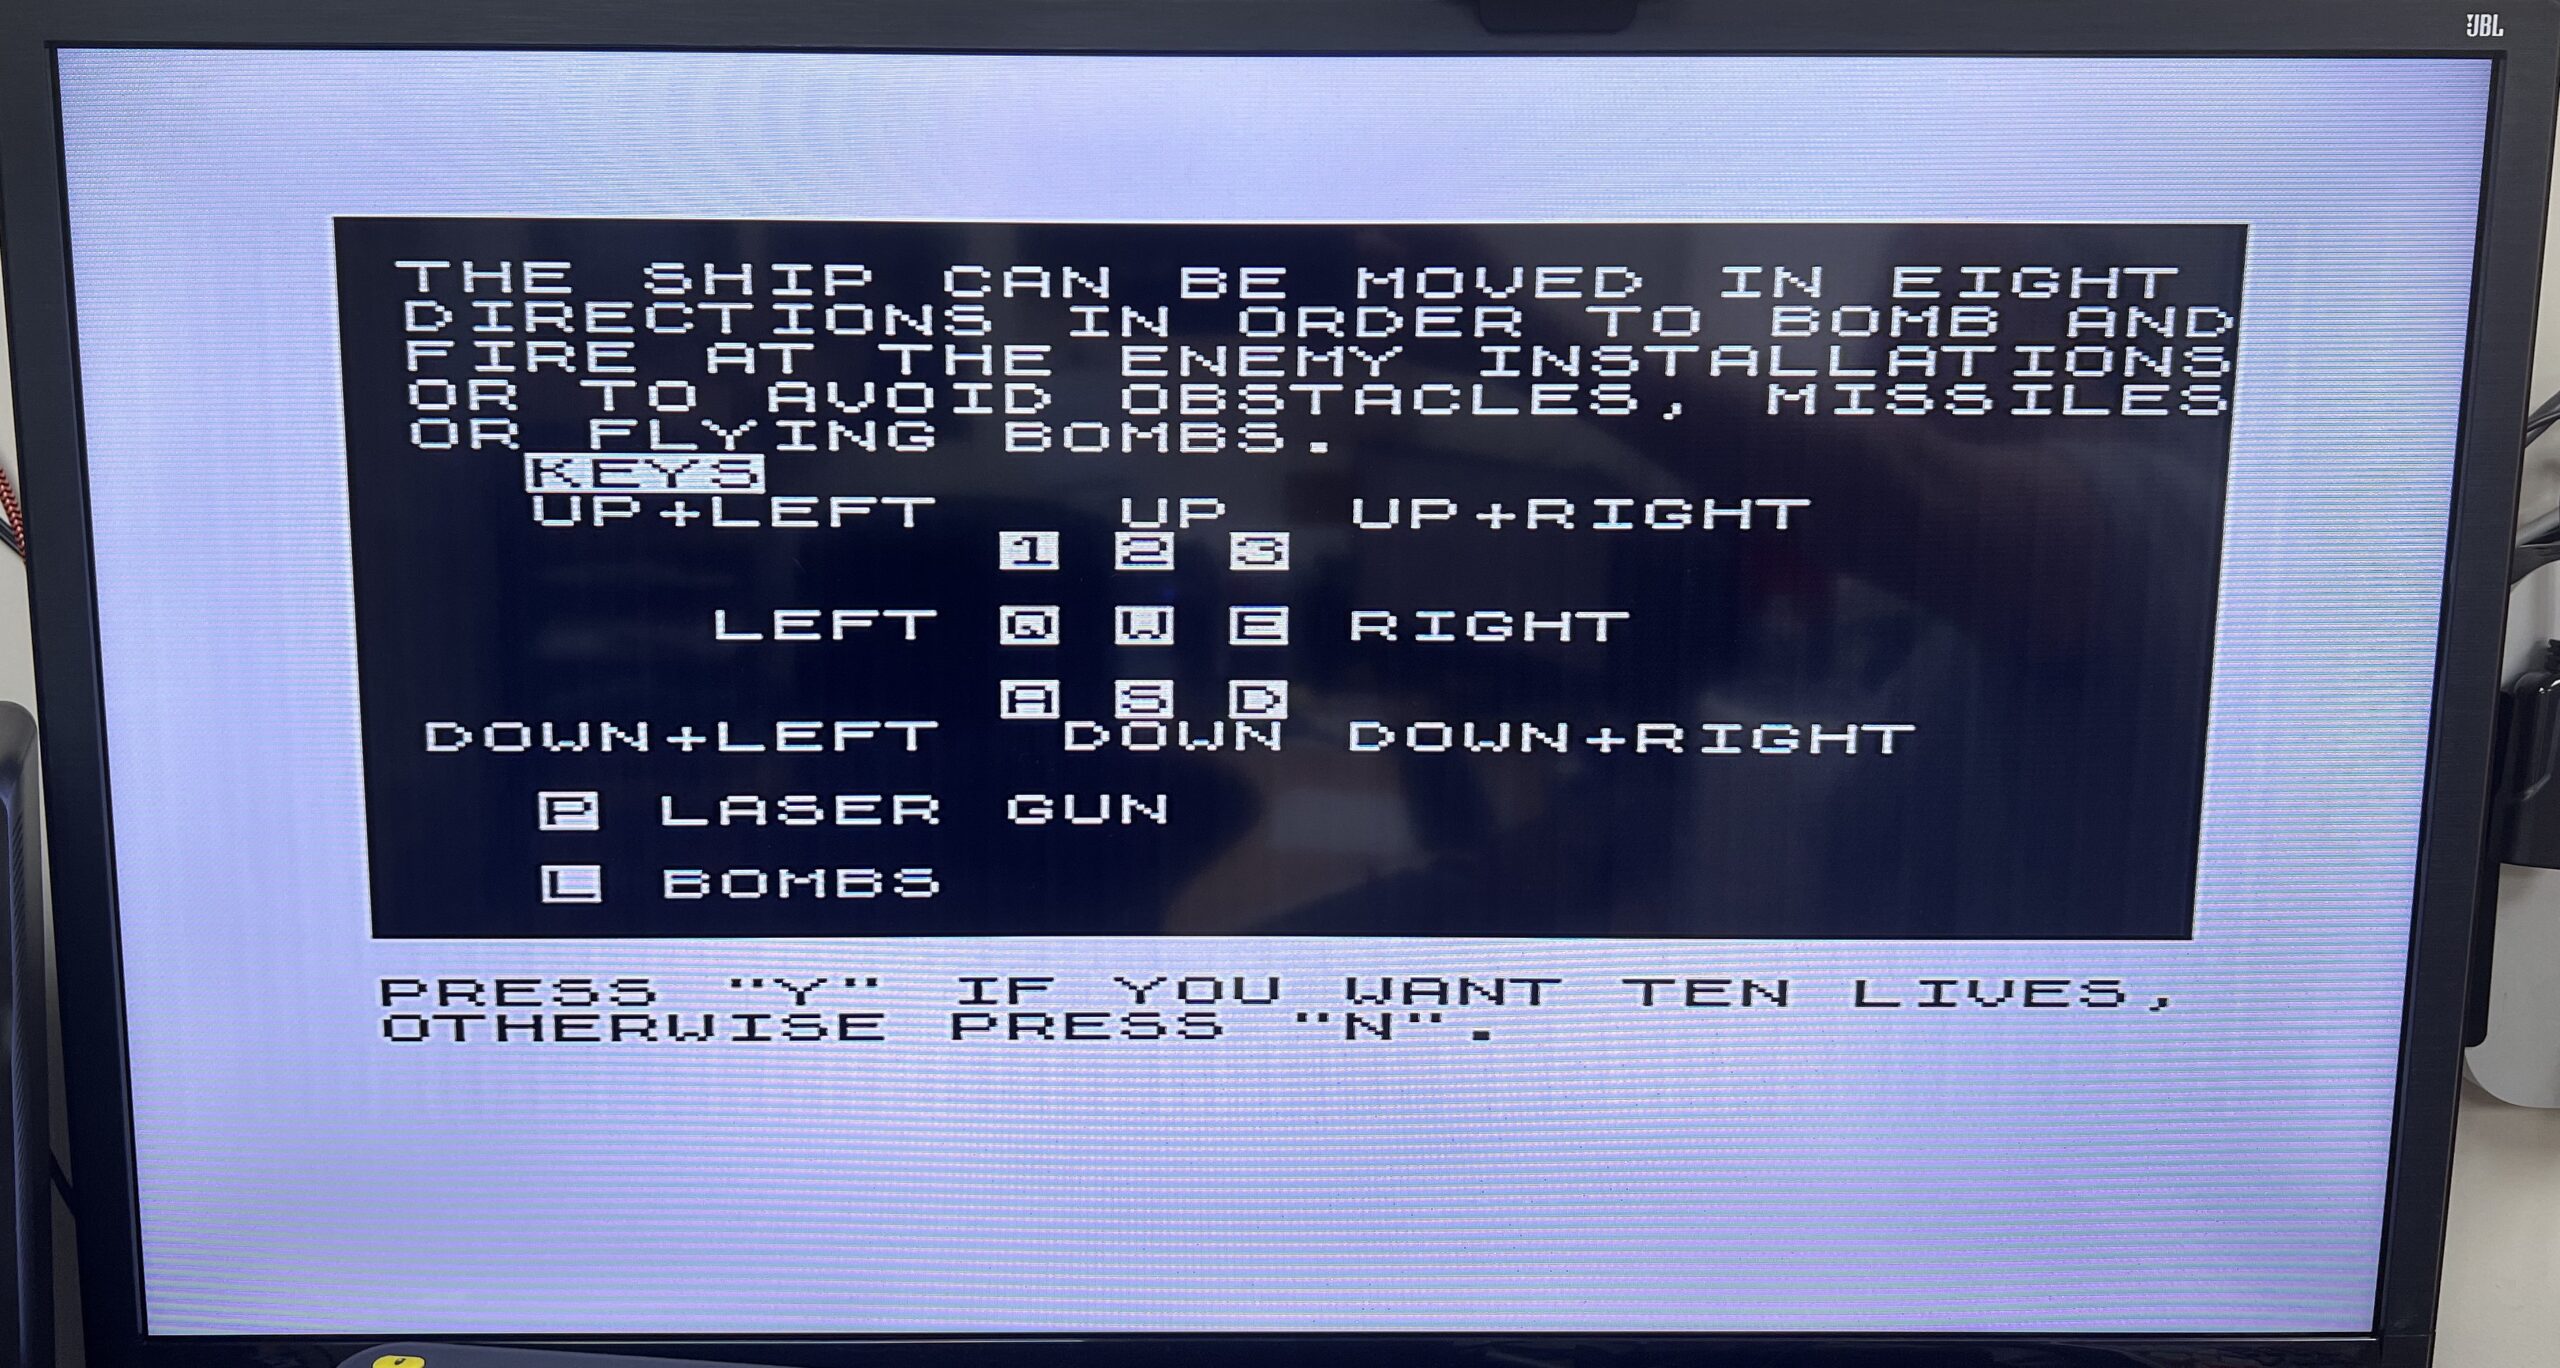 JBL
THE SHIP CAN BE MOVED IN EIGHT
DIRECTIONS IN ORDER TO BOMB AND
FIRE AT THE ENEMY INSTALLATIONS
OR TO AVOID OBSTACLES, MISSILES
OR FLYING BOMBS.
KEYS
UP+LEFT UP UP+RIGHT
1 2 3
LEFT Q W E RIGHT
A S D
DOWN+LEFT DOWN DOWN+RIGHT
P LASER GUN
L BOMBS
PRESS "Y" IF YOU WANT TEN LIVES,
OTHERWISE PRESS "N".